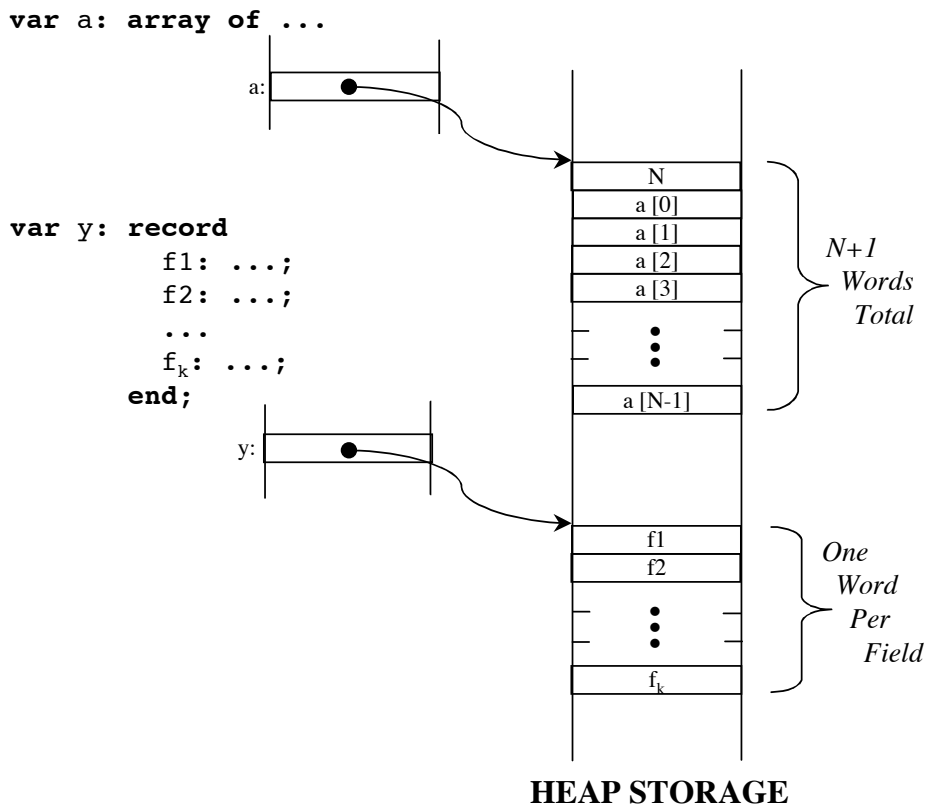 var a: array of ...
a:
N
a [0]
a [1]
a [2]
a [3]
a [N-1]
N+1
Words
Total
var y: record
f1: ...;
f2: ...;
...
fk: ...;
end;
y:
f1
f2
fk
One
Word
Per
Field
HEAP STORAGE